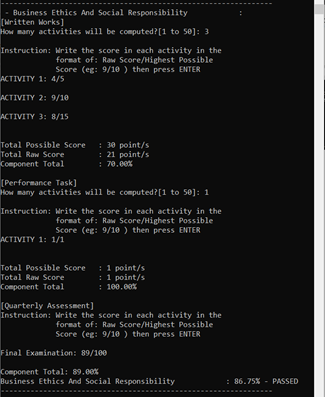 ---------------------------------------------------------------
- Business Ethics And Social Responsibility :
[Written Works]
How many activities will be computed?[1 to 50]: 3
Instruction: Write the score in each activity in the
format of: Raw Score/Highest Possible
Score (eg: 9/10 ) then press ENTER
ACTIVITY 1: 4/5
ACTIVITY 2: 9/10
ACTIVITY 3: 8/15
Total Possible Score : 30 point/s
Total Raw Score : 21 point/s
Component Total : 70.00%
[Performance Task]
How many activities will be computed?[1 to 50]: 1
Instruction: Write the score in each activity in the
format of: Raw Score/Highest Possible
Score (eg: 9/10 ) then press ENTER
ACTIVITY 1: 1/1
Total Possible Score : 1 point/s
Total Raw Score : 1 point/s
Component Total : 100.00%
[Quarterly Assessment]
Instruction: Write the score in each activity in the
format of: Raw Score/Highest Possible
Score (eg: 9/10 ) then press ENTER
Final Examination: 89/100
Component Total: 89.00%
Business Ethics And Social Responsibility : 86.75% - PASSED
---------------------------------------------------------------